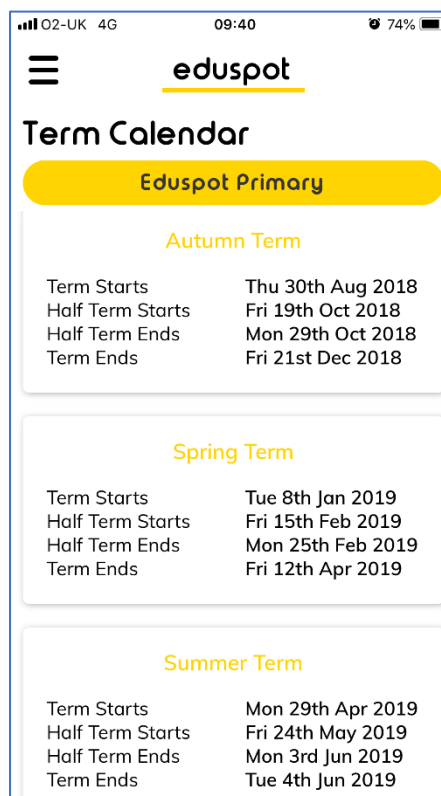 O2-UK 4G 09:40 74%
eduspot
Term Calendar
Eduspot Primary
Autumn Term
Term Starts Thu 30th Aug 2018
Half Term Starts Fri 19th Oct 2018
Half Term Ends Mon 29th Oct 2018
Term Ends Fri 21st Dec 2018
Spring Term
Term Starts Tue 8th Jan 2019
Half Term Starts Fri 15th Feb 2019
Half Term Ends Mon 25th Feb 2019
Term Ends Fri 12th Apr 2019
Summer Term
Term Starts Mon 29th Apr 2019
Half Term Starts Fri 24th May 2019
Half Term Ends Mon 3rd Jun 2019
Term Ends Tue 4th Jun 2019